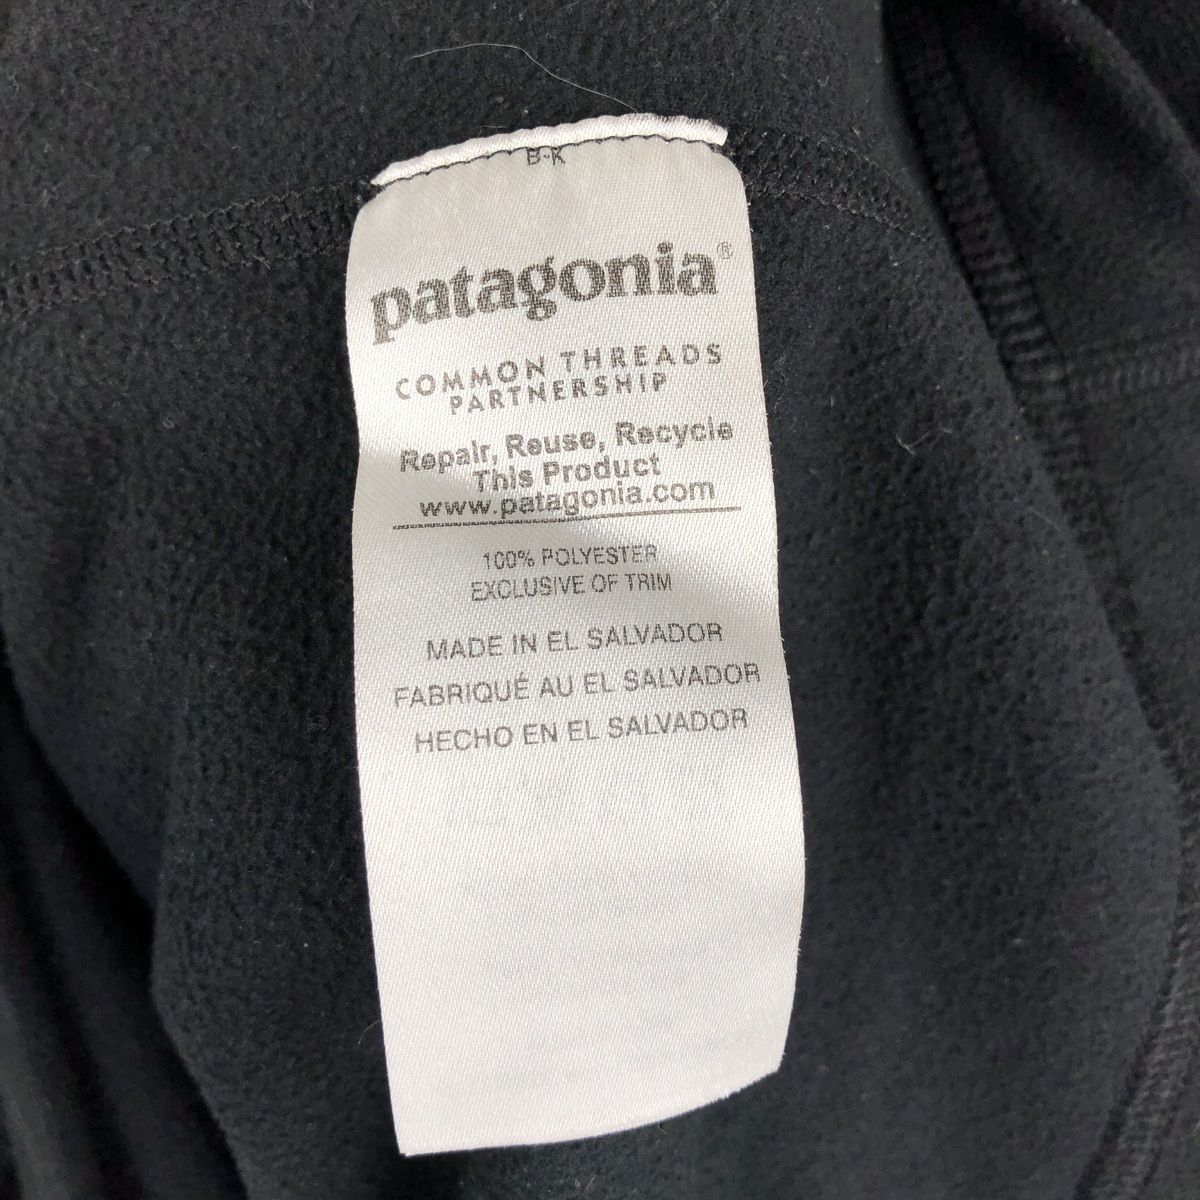 B-K
patagonia®
COMMON THREADS
PARTNERSHIP
Repair, Reuse, Recycle
This Product
www.patagonia.com
100% POLYESTER
EXCLUSIVE OF TRIM
MADE IN EL SALVADOR
FABRIQUÉ AU EL SALVADOR
HECHO EN EL SALVADOR